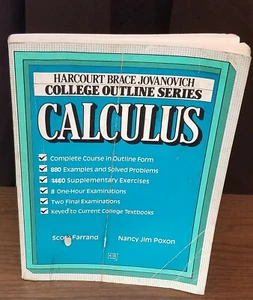 HARCOURT BRACE JOVANOVICH
COLLEGE OUTLINE SERIES
CALCULUS
Complete Course in Outline Form
880 Examples and Solved Problems
1460 Supplementary Exercises
8 One-Hour Examinations
Two Final Examinations
Keyed to Current College Textbooks
Scott Farrand Nancy Jim Poxon